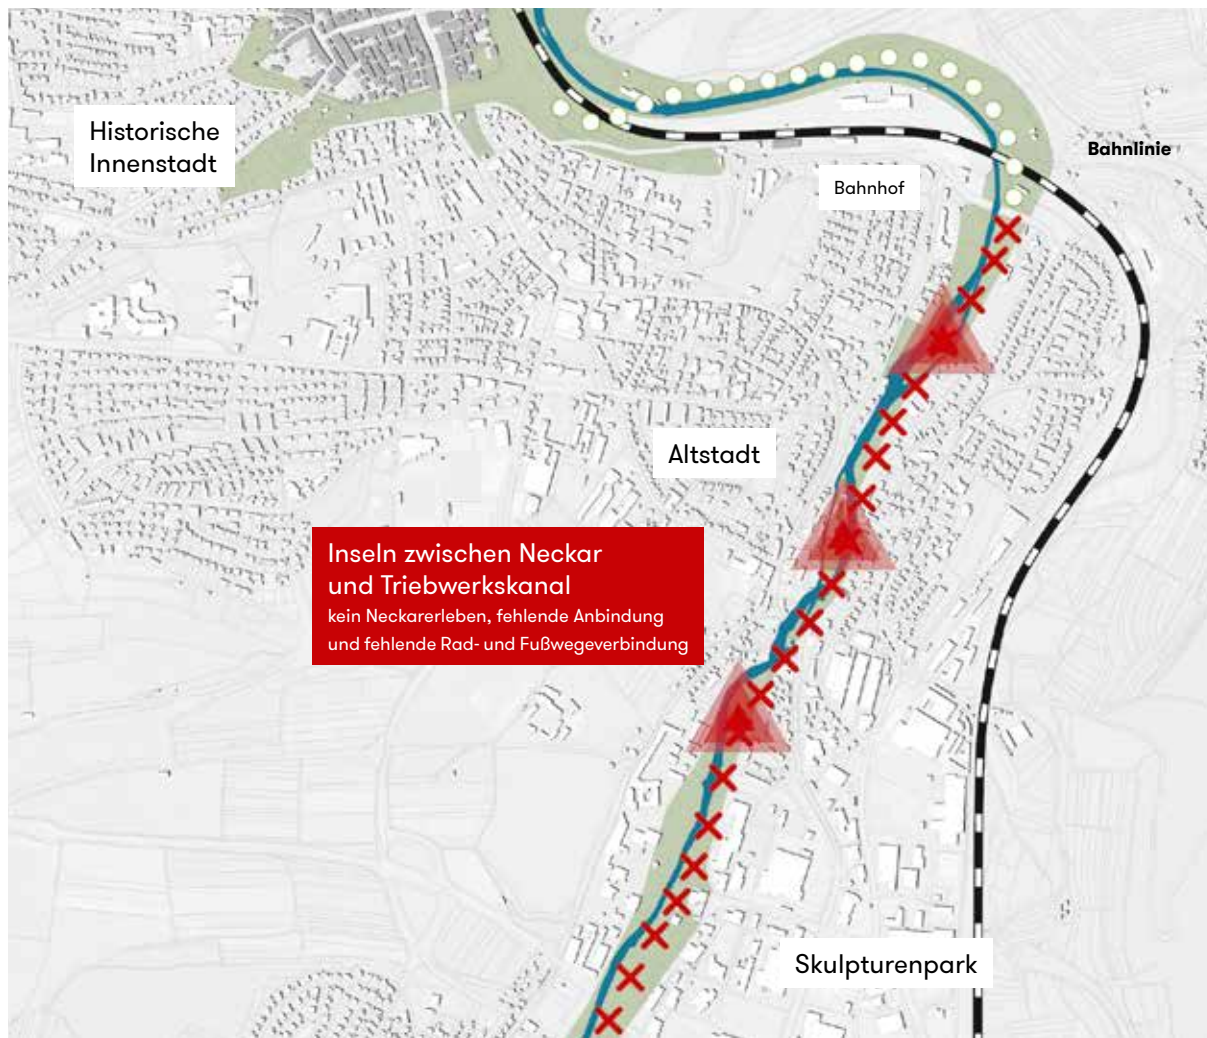 Historische
Innenstadt
Bahnlinie
Bahnhof
Altstadt
Inseln zwischen Neckar
und Triebwerkskanal
kein Neckarerleben, fehlende Anbindung
und fehlende Rad- und Fußwegeverbindung
Skulpturenpark